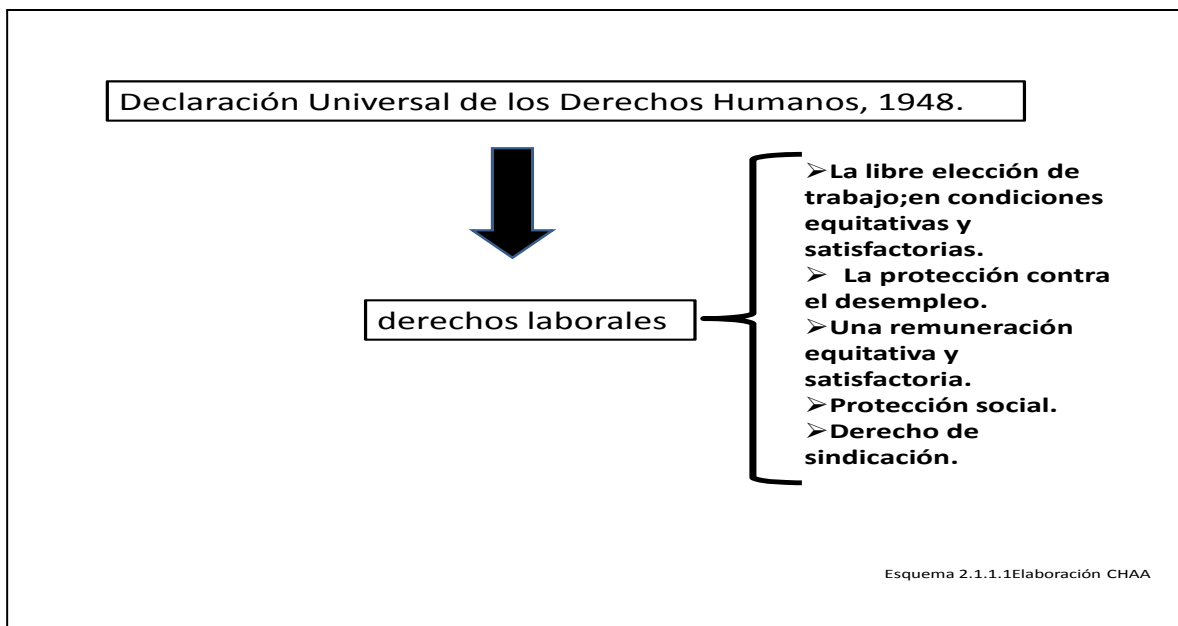 Declaración Universal de los Derechos Humanos, 1948.
derechos laborales
➢La libre elección de
trabajo;en condiciones
equitativas y
satisfactorias.
➢ La protección contra
el desempleo.
➢Una remuneración
equitativa y
satisfactoria.
➢Protección social.
➢Derecho de
sindicación.
Esquema 2.1.1.1Elaboración CHAA